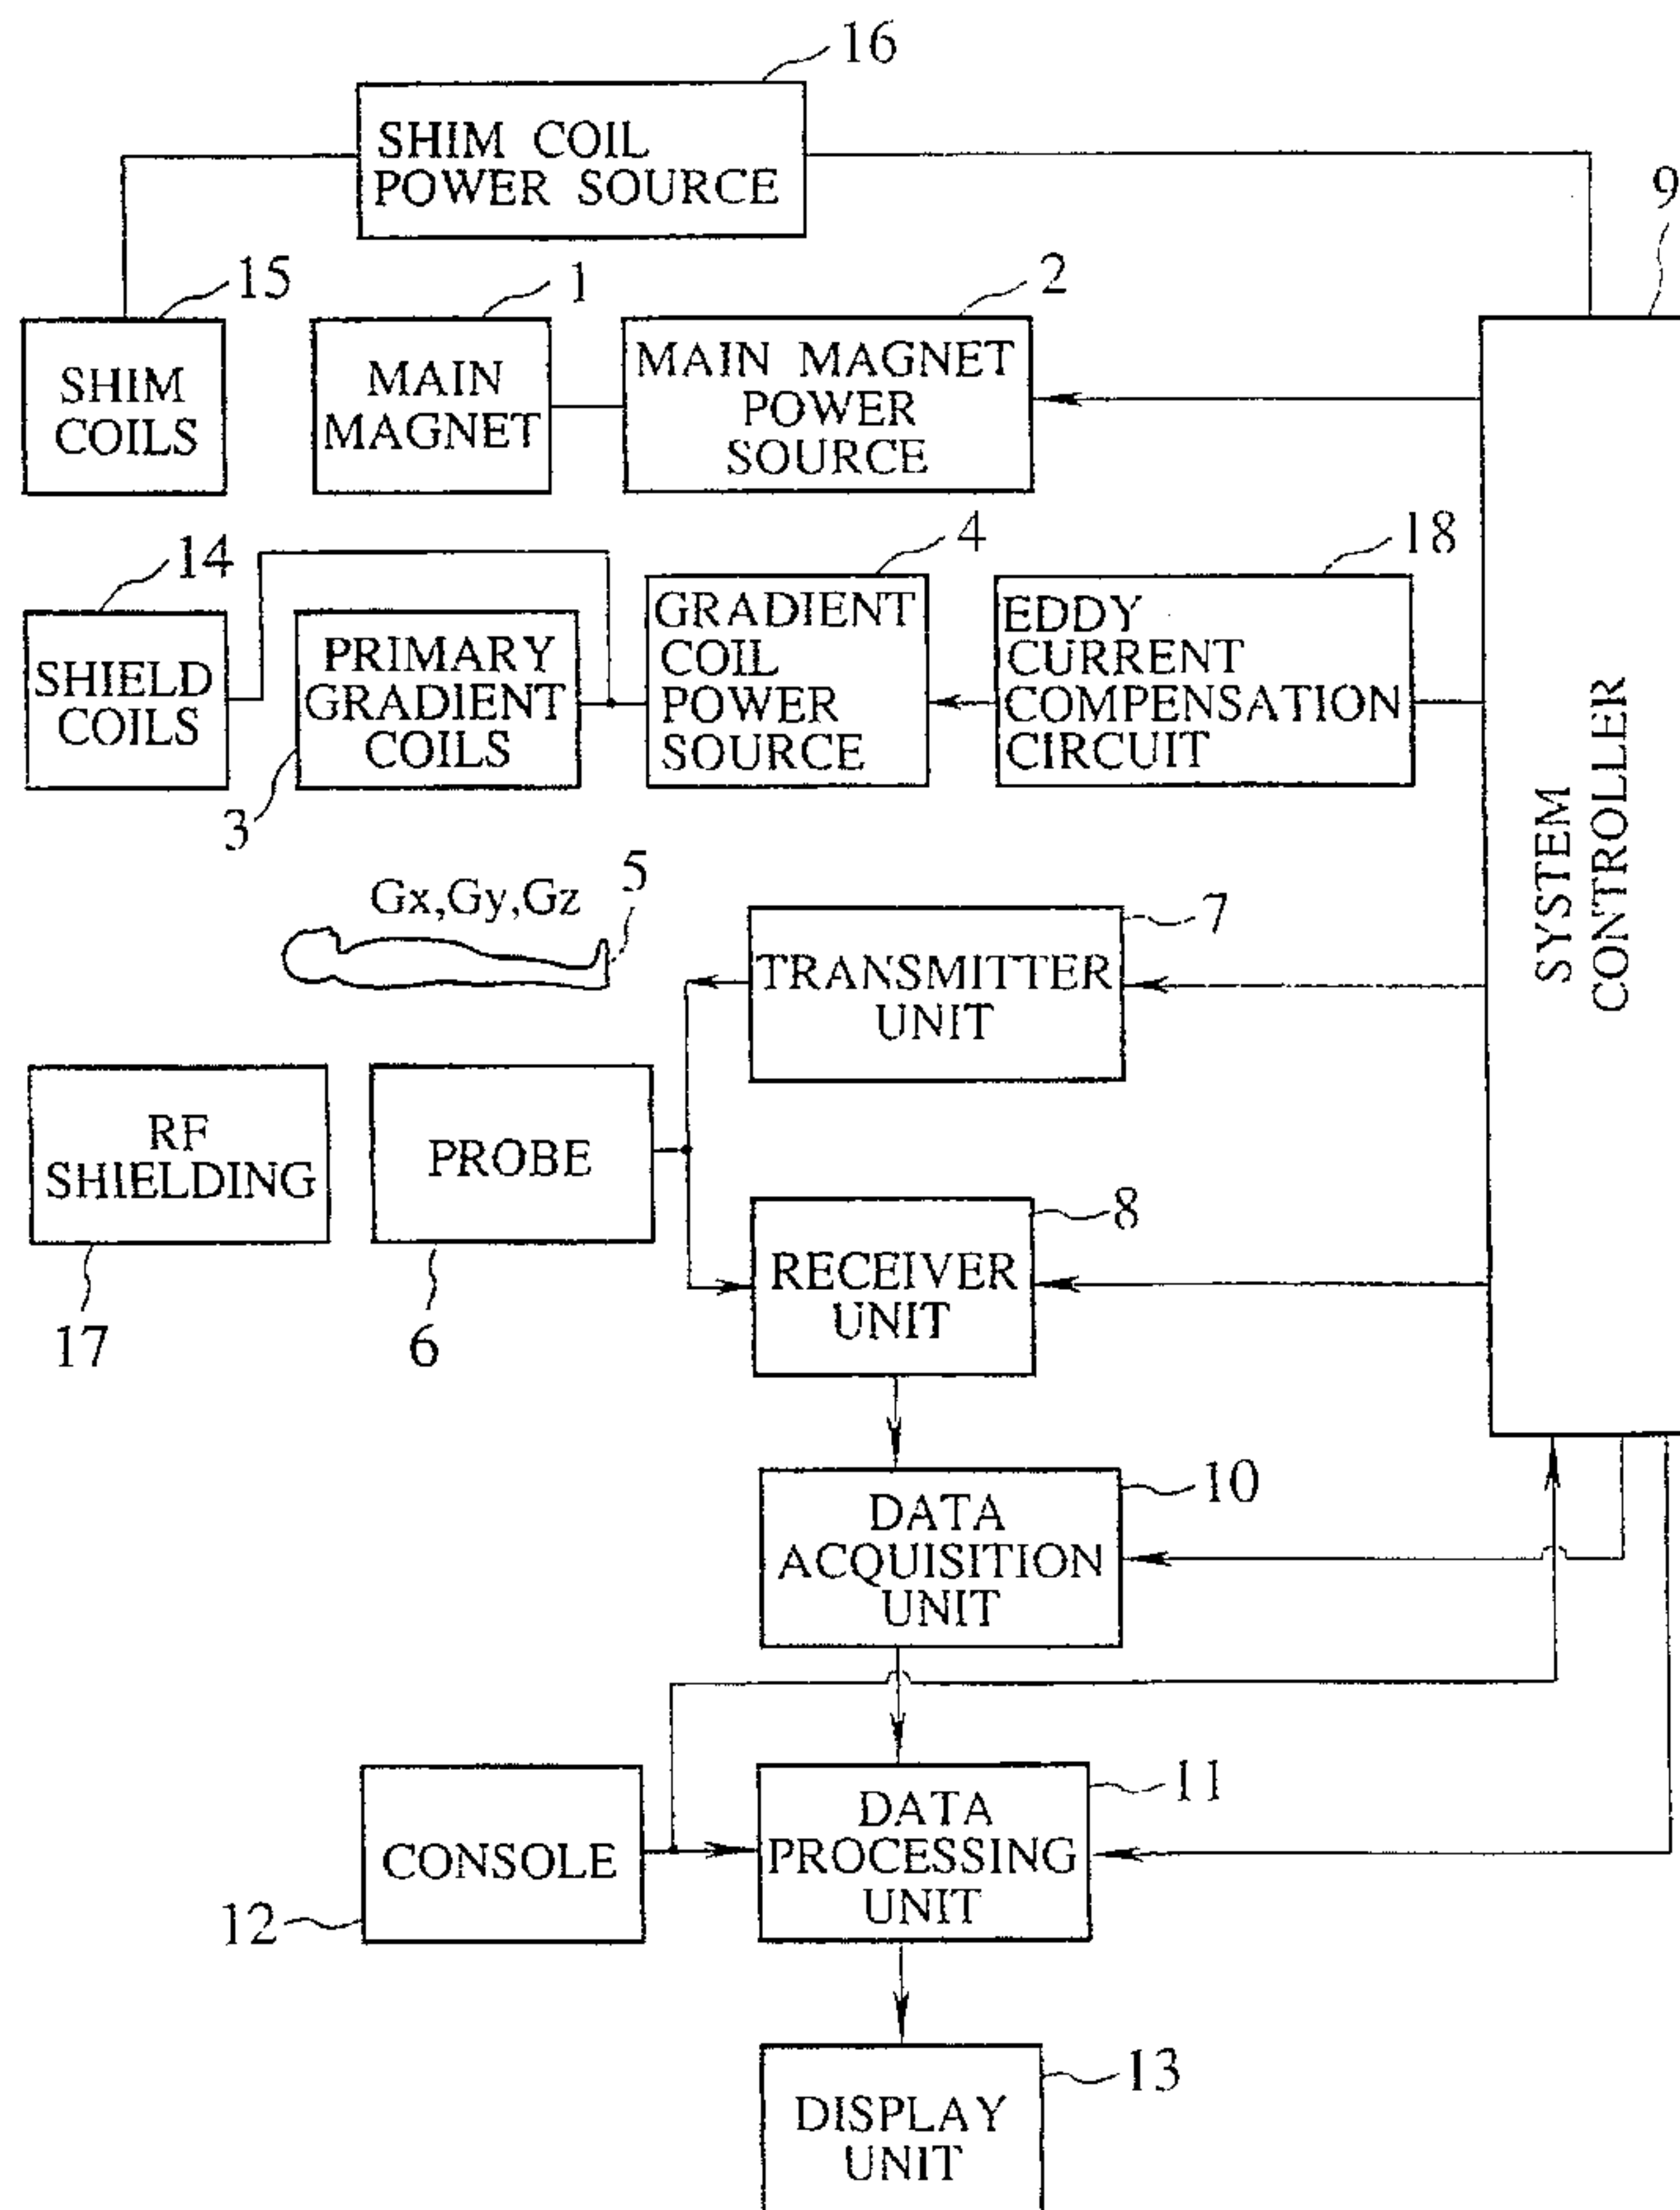 16
SHIM COIL
POWER SOURCE
9
15
1
2
SHIM
COILS
MAIN
MAGNET
MAIN MAGNET
POWER
SOURCE
14
4
18
SHIELD
COILS
PRIMARY
GRADIENT
COILS
GRADIENT
COIL
POWER
SOURCE
EDDY
CURRENT
COMPENSATION
CIRCUIT
SYSTEM
CONTROLLER
3
Gx,Gy,Gz
5
7
TRANSMITTER
UNIT
RF
SHIELDING
PROBE
17
6
8
RECEIVER
UNIT
10
DATA
ACQUISITION
UNIT
11
CONSOLE
DATA
PROCESSING
UNIT
12
13
DISPLAY
UNIT